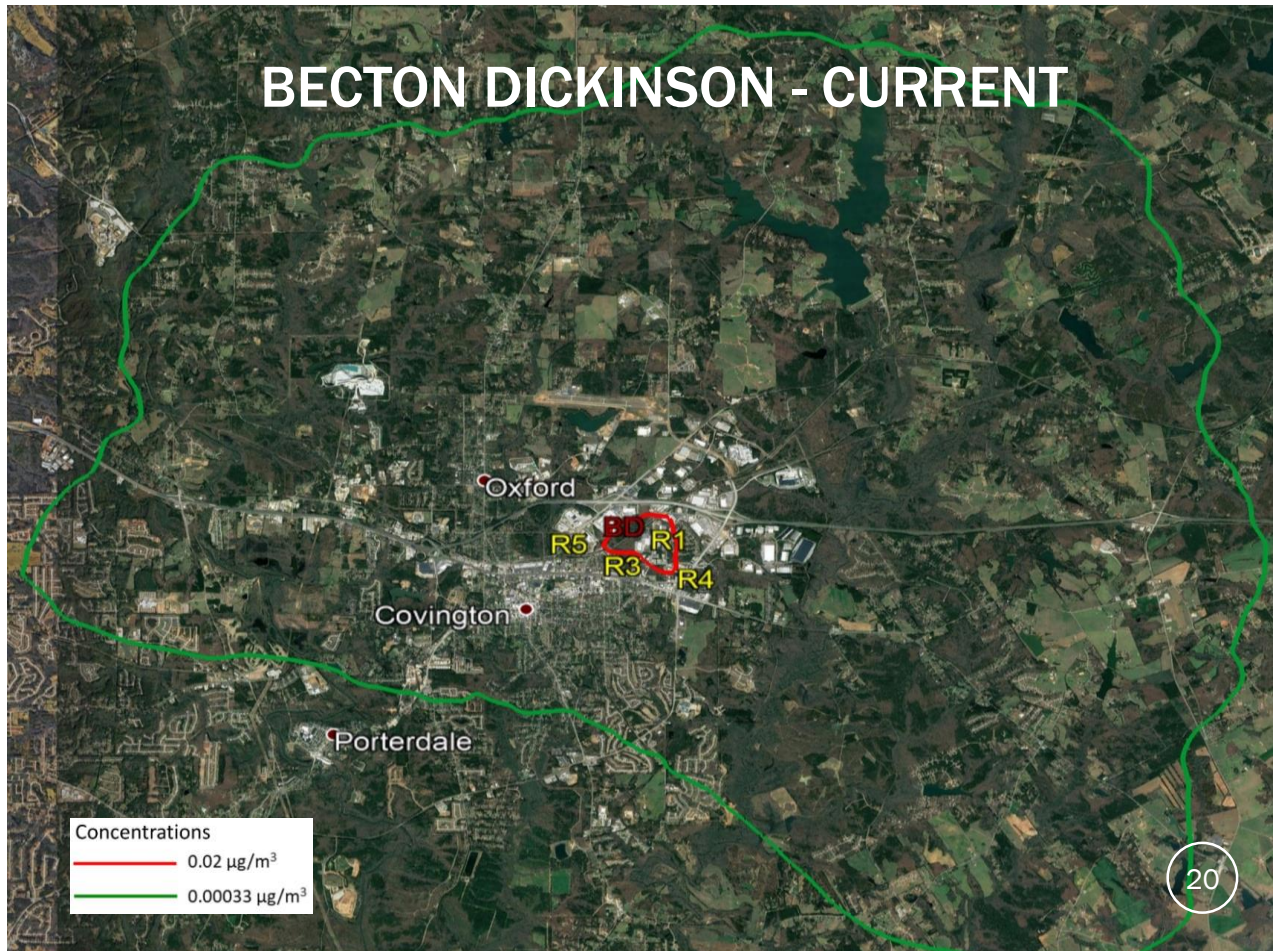 BECTON DICKINSON - CURRENT
Oxford
BD
R1
R5
R3
R4
Covington
Porterdale
Concentrations
0.02 µg/m³
0.00033 µg/m³
20